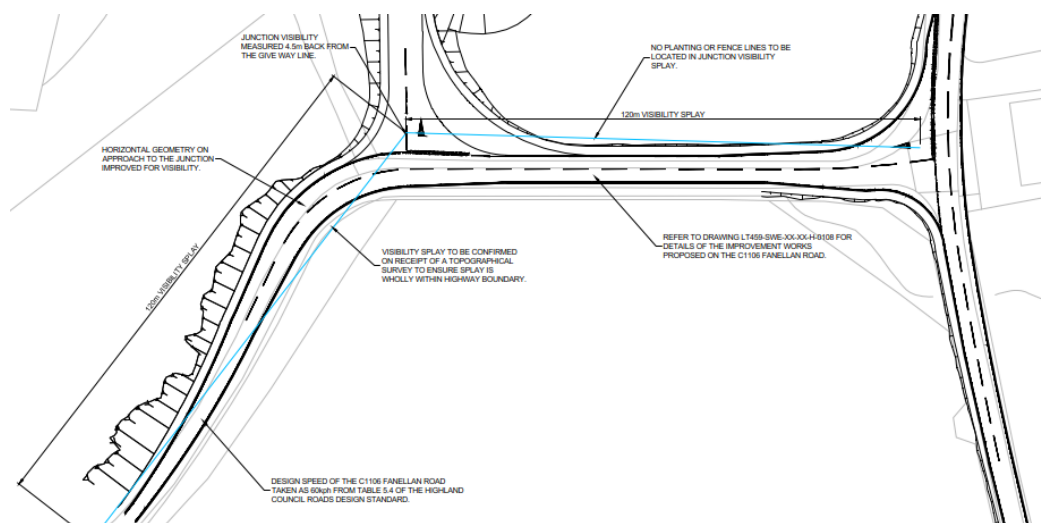 JUNCTION VISIBILITY
MEASURED 4.5m BACK FROM
THE GIVE WAY LINE.
NO PLANTING OR FENCE LINES TO BE
LOCATED IN JUNCTION VISIBILITY
SPLAY.
120m VISIBILITY SPLAY
HORIZONTAL GEOMETRY ON
APPROACH TO THE JUNCTION
IMPROVED FOR VISIBILITY.
120m VISIBILITY SPLAY
VISIBILITY SPLAY TO BE CONFIRMED
ON RECEIPT OF A TOPOGRAPHICAL
SURVEY TO ENSURE SPLAY IS
WHOLLY WITHIN HIGHWAY BOUNDARY.
REFER TO DRAWING LT459-SWE-XX-XX-H-0108 FOR
DETAILS OF THE IMPROVEMENT WORKS
PROPOSED ON THE C1106 FANELLAN ROAD.
DESIGN SPEED OF THE C1106 FANELLAN ROAD
TAKEN AS 60kph FROM TABLE 5.4 OF THE HIGHLAND
COUNCIL ROADS DESIGN STANDARD.